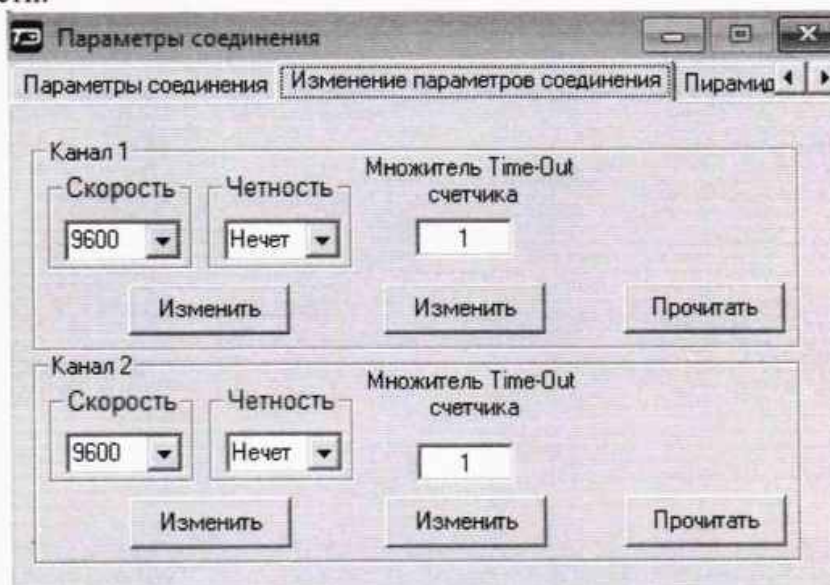 Параметры соединения
Параметры соединения Изменение параметров соединения Пирамид
Канал 1
Множитель Time-Out
счетчика
Скорость Четность
9600 Нечет 1
Изменить Изменить Прочитать
Канал 2
Множитель Time-Out
счетчика
Скорость Четность
9600 Нечет 1
Изменить Изменить Прочитать